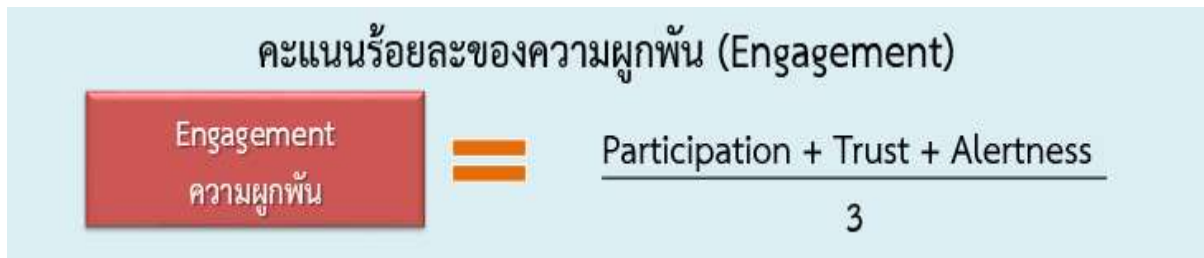 คะแนนร้อยละของความผูกพัน (Engagement)
Engagement
ความผูกพัน
=
Participation + Trust + Alertness
3